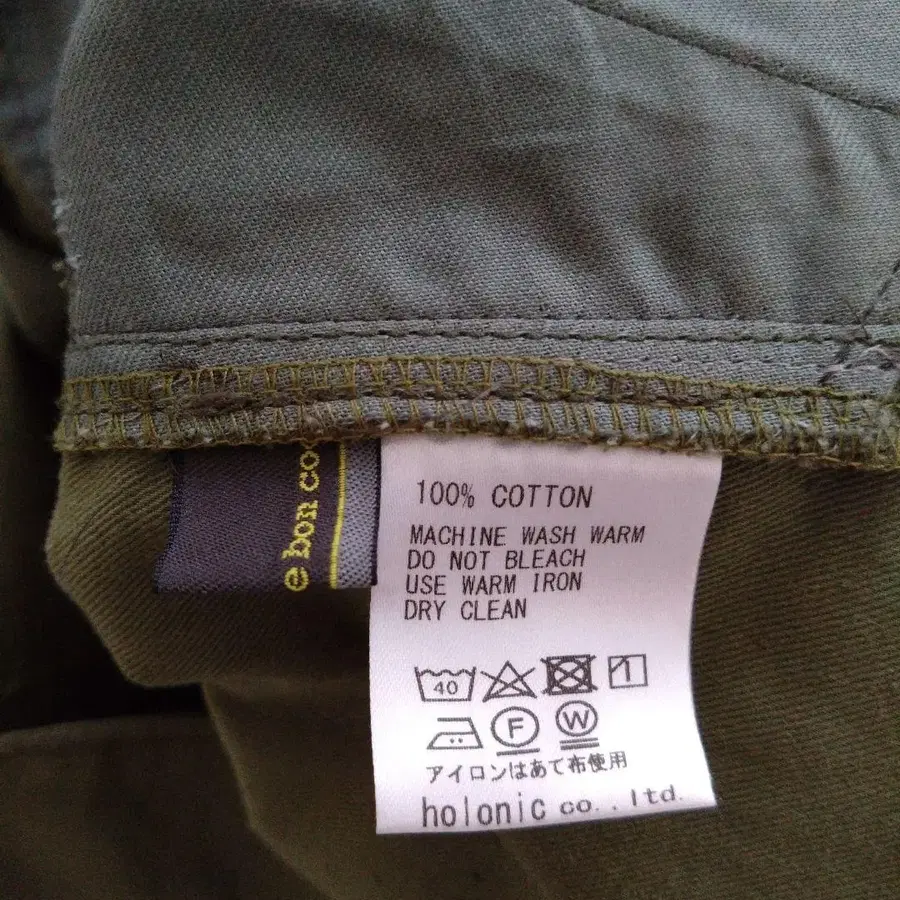 e bon co
100% COTTON
MACHINE WASH WARM
DO NOT BLEACH
USE WARM IRON
DRY CLEAN
40
F W
アイロンはあて布使用
holonic co.,ltd.